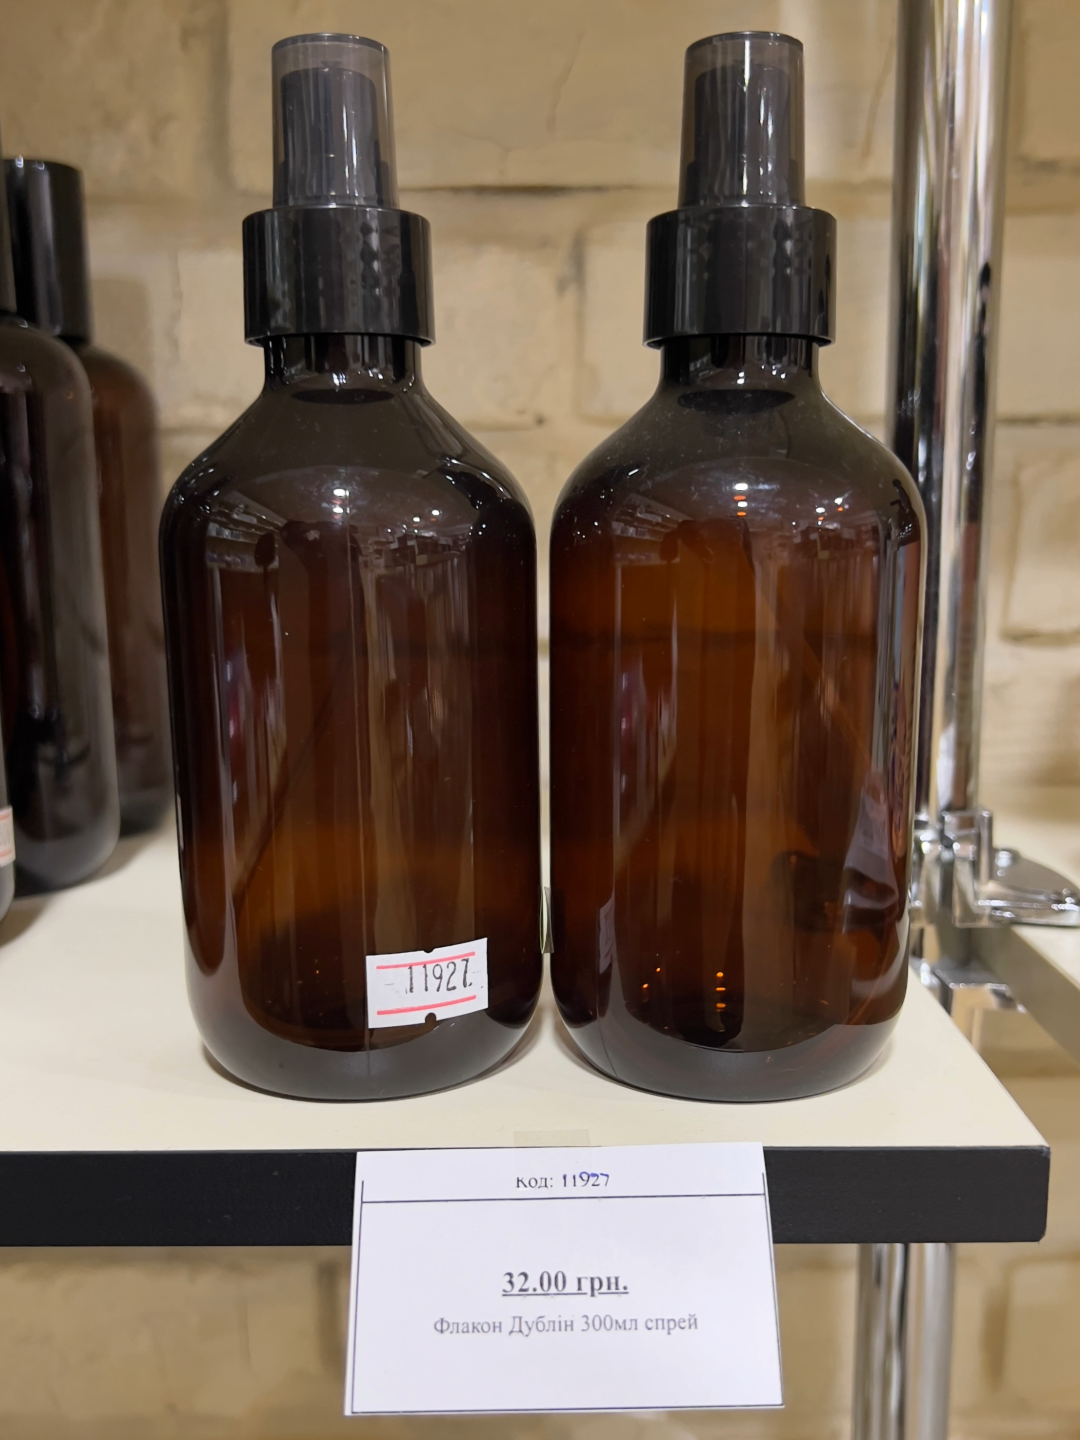 11927
Код: 11927
32.00 грн.
Флакон Дублін 300мл спрей